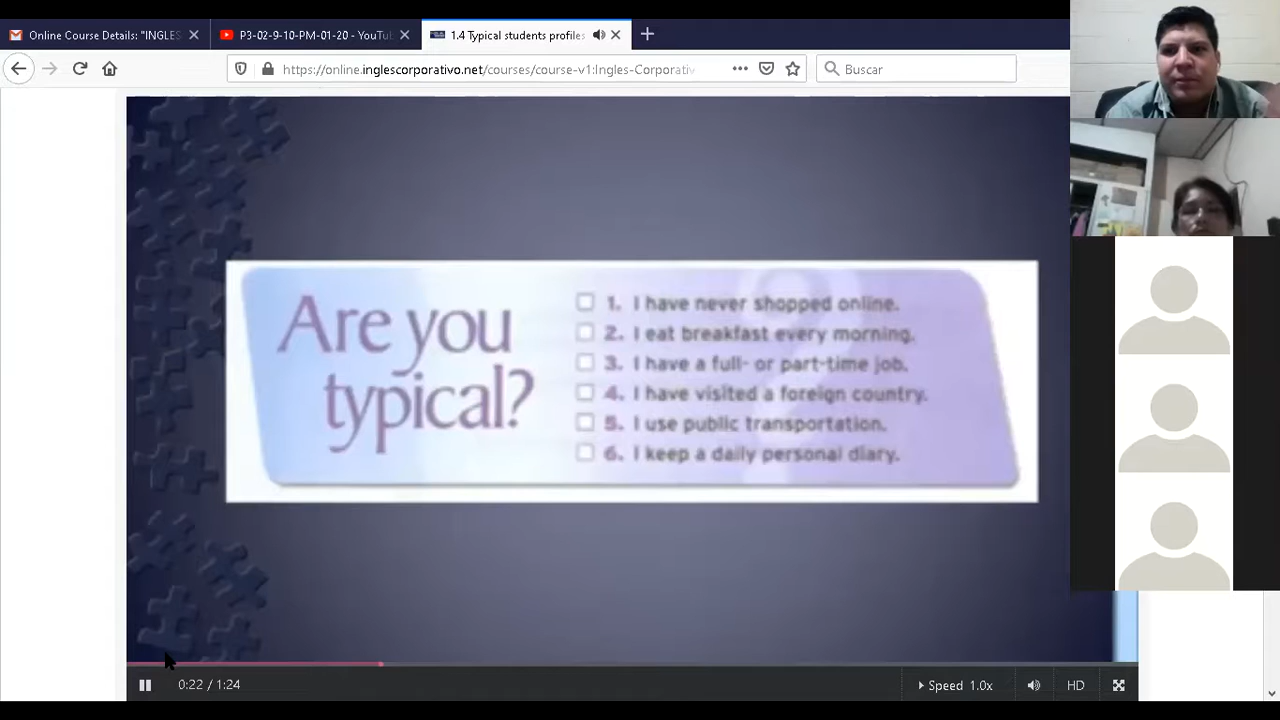 Online Course Details: "INGLES
P3-02-9-10-PM-01-20 - YouTu
1.4 Typical students profiles
https://online.inglescorporativo.net/courses/course-v1:Ingles-Corporativ
Buscar
Are you
typical?
1. I have never shopped online.
2. I eat breakfast every morning.
3. I have a full- or part-time job.
4. I have visited a foreign country.
5. I use public transportation.
6. I keep a daily personal diary.
0:22 / 1:24
Speed 1.0x
HD